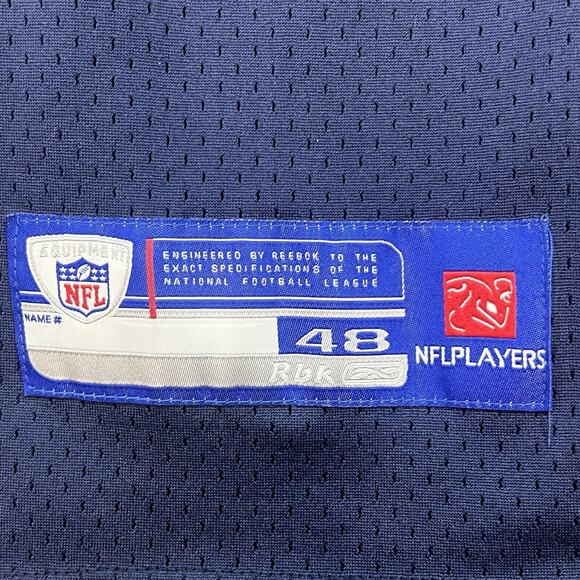 EQUIPMENT
NFL
ENGINEERED BY REEBOK TO THE
EXACT SPECIFICATIONS OF THE
NATIONAL FOOTBALL LEAGUE
NAME #
48
Rbk
NFLPLAYERS